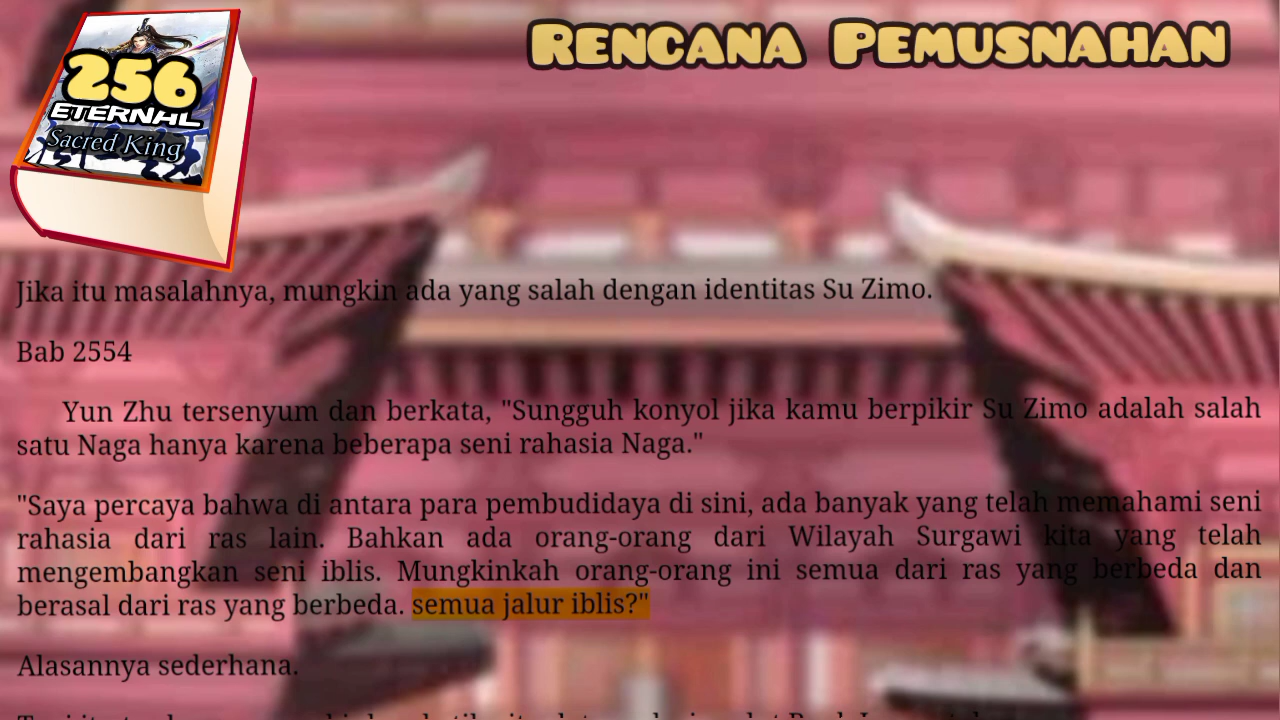 256
ETERNAL
Sacred King
RENCANA PEMUSNAHAN
Jika itu masalahnya, mungkin ada yang salah dengan identitas Su Zimo.
Bab 2554
Yun Zhu tersenyum dan berkata, "Sungguh konyol jika kamu berpikir Su Zimo adalah salah
satu Naga hanya karena beberapa seni rahasia Naga."
"Saya percaya bahwa di antara para pembudidaya di sini, ada banyak yang telah memahami seni
rahasia dari ras lain. Bahkan ada orang-orang dari Wilayah Surgawi kita yang telah
mengembangkan seni iblis. Mungkinkah orang-orang ini semua dari ras yang berbeda dan
berasal dari ras yang berbeda. semua jalur iblis?"
Alasannya sederhana.